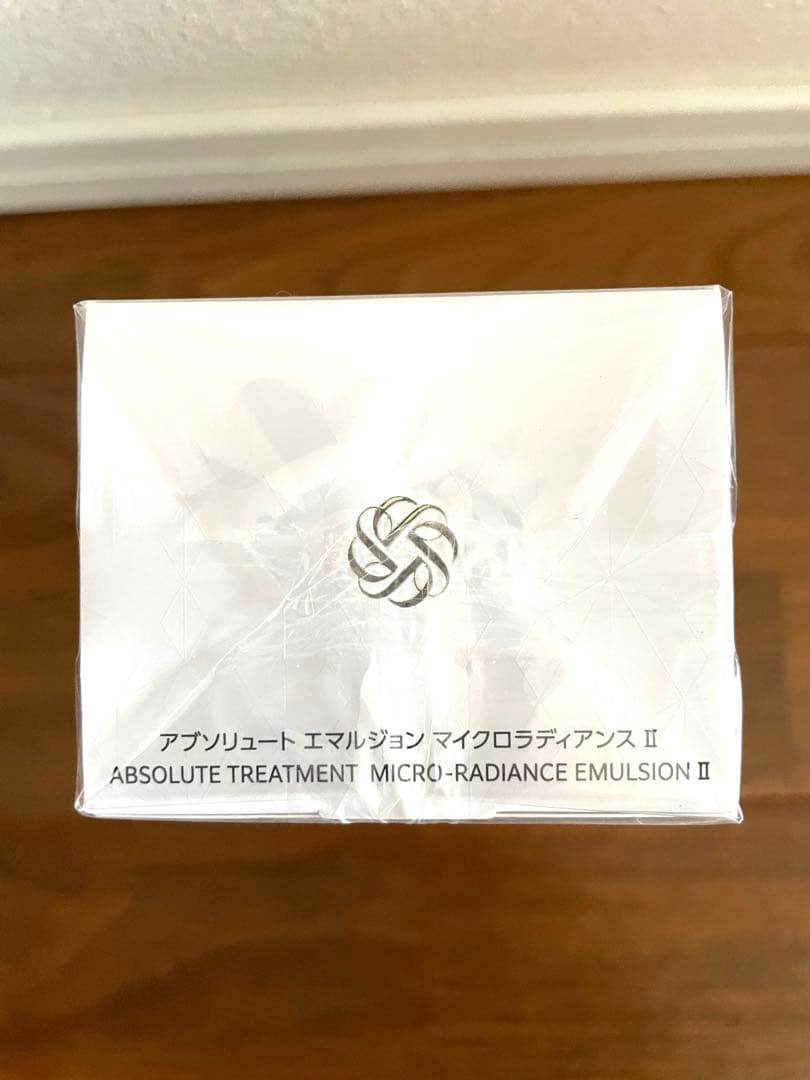 アブソリュート エマルジョン マイクロラディアンス Ⅱ
ABSOLUTE TREATMENT MICRO-RADIANCE EMULSION Ⅱ